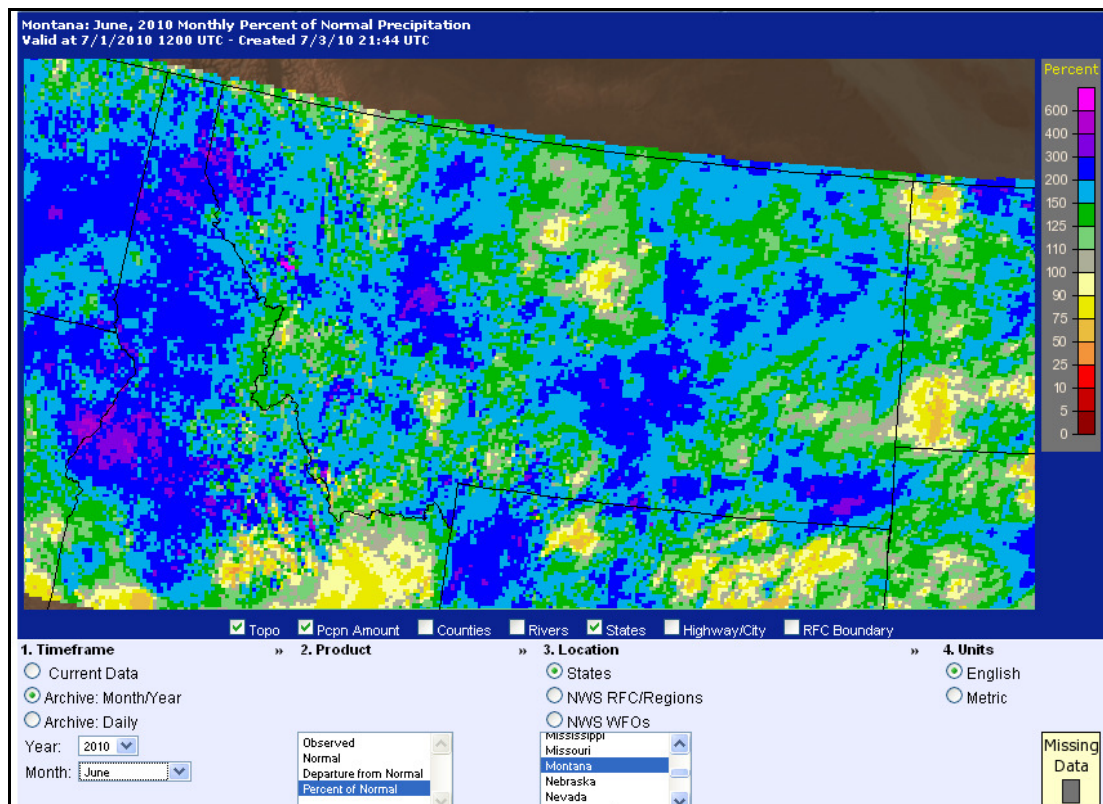 Montana: June, 2010 Monthly Percent of Normal Precipitation
Valid at 7/1/2010 1200 UTC - Created 7/3/10 21:44 UTC
Percent
600
400
300
200
150
125
110
100
90
75
50
25
10
5
0
Topo Pcpn Amount Counties Rivers States Highway/City RFC Boundary
1. Timeframe » 2. Product » 3. Location » 4. Units
Current Data States English
Archive: Month/Year NWS RFC/Regions Metric
Archive: Daily NWS WFOs
Year: 2010 Observed Mississippi Missing
Normal Missouri Data
Month: June Departure from Normal Montana
Percent of Normal Nebraska
Nevada